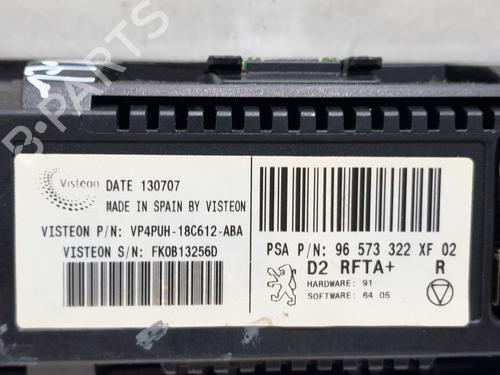 Visteon
DATE 130707
MADE IN SPAIN BY VISTEON
VISTEON P/N: VP4PUH-18C612-ABA
VISTEON S/N: FK0B13256D
PSA P/N: 96 573 322 XF 02
D2 RFTA+ R
HARDWARE: 91
SOFTWARE: 64 05
B-PARTS